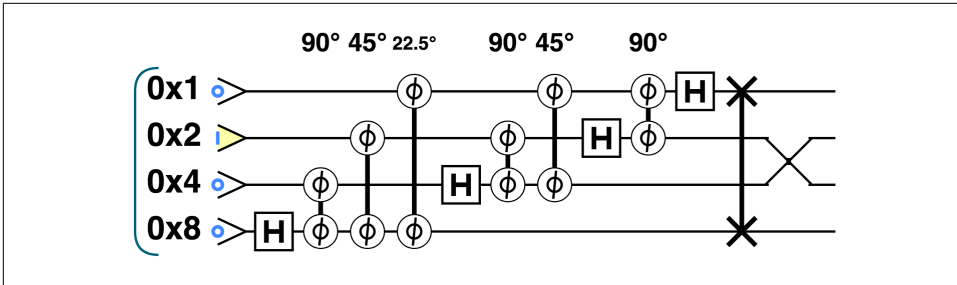 90° 45° 22.5° 90° 45° 90°
0x1 ϕ ϕ ϕ H
0x2 ϕ ϕ H ϕ
0x4 ϕ H ϕ ϕ
0x8 H ϕ ϕ ϕ